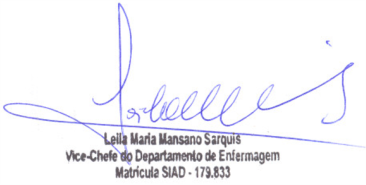 Leila Maria Mansano Sarquis
Vice-Chefe do Departamento de Enfermagem
Matrícula SIAD - 179.833